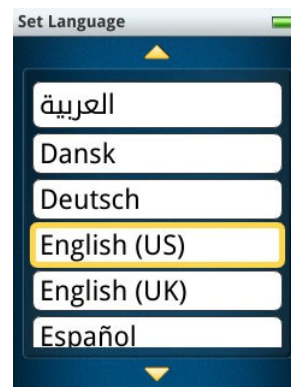 Set Language
العربية
Dansk
Deutsch
English (US)
English (UK)
Español